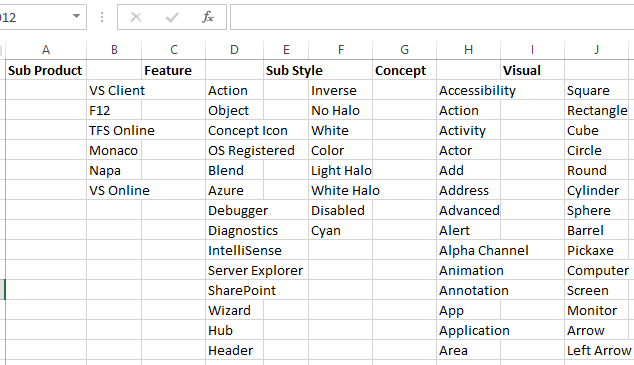 12
fx
A B C D E F G H I J
Sub Product Feature Sub Style Concept Visual
VS Client Action Inverse Accessibility Square
F12 Object No Halo Action Rectangle
TFS Online Concept Icon White Activity Cube
Monaco OS Registered Color Actor Circle
Napa Blend Light Halo Add Round
VS Online Azure White Halo Address Cylinder
Debugger Disabled Advanced Sphere
Diagnostics Cyan Alert Barrel
IntelliSense Alpha Channel Pickaxe
Server Explorer Animation Computer
SharePoint Annotation Screen
Wizard App Monitor
Hub Application Arrow
Header Area Left Arrow